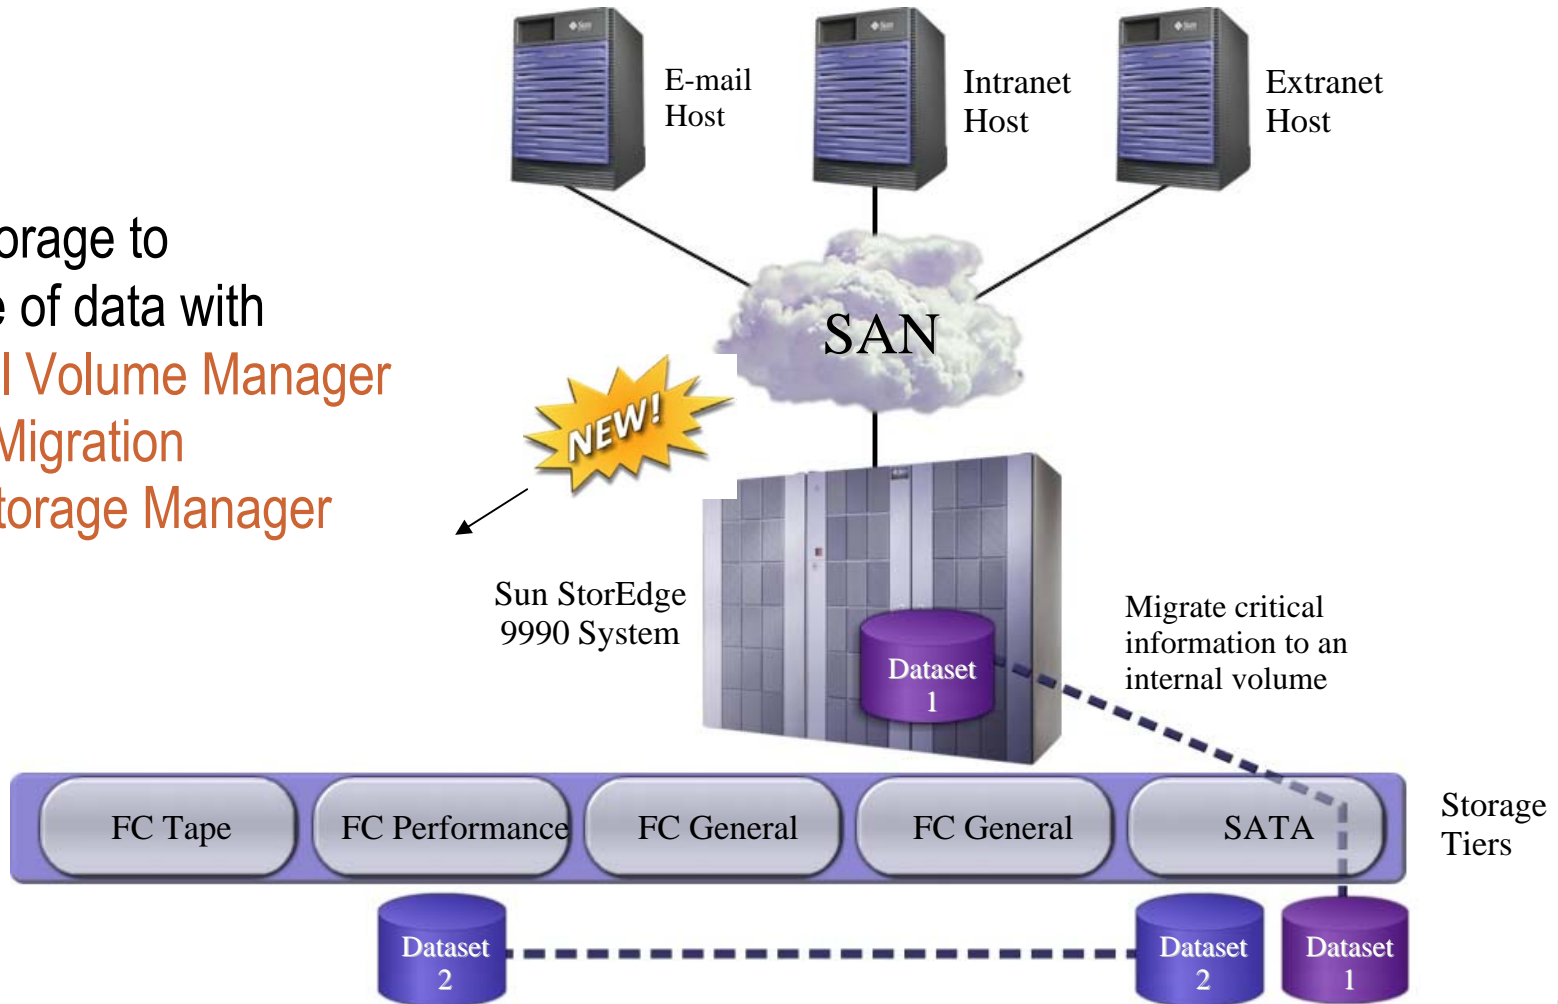 E-mail
Host
Intranet
Host
Extranet
Host
orage to
e of data with
l Volume Manager
Migration
torage Manager
SAN
NEW!
Sun StorEdge
9990 System
Dataset
1
Migrate critical
information to an
internal volume
FC Tape
FC Performance
FC General
FC General
SATA
Storage
Tiers
Dataset
2
Dataset
2
Dataset
1